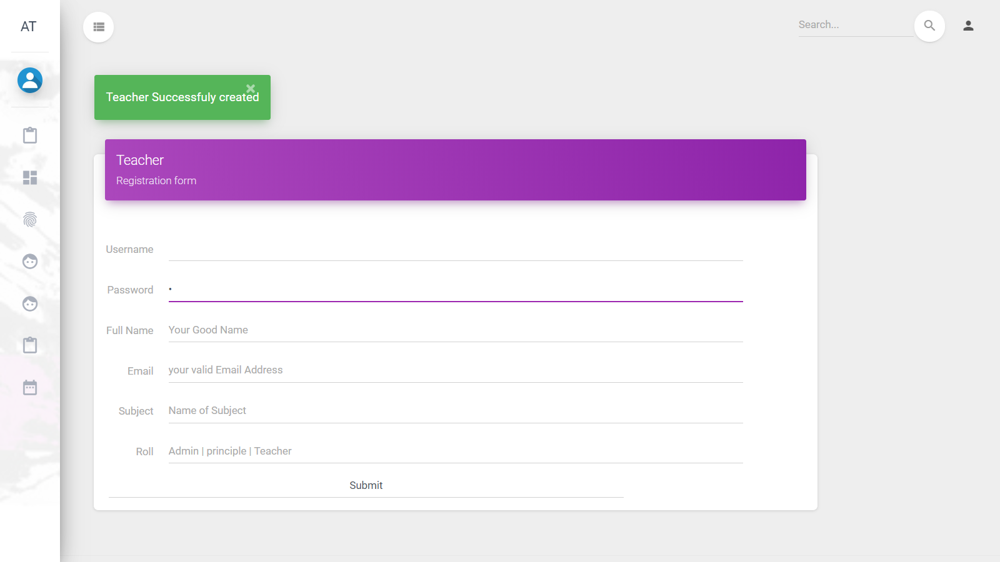 AT
Search...
Teacher Successfuly created
Teacher
Registration form
Username
Password •
Full Name Your Good Name
Email your valid Email Address
Subject Name of Subject
Roll Admin | principle | Teacher
Submit